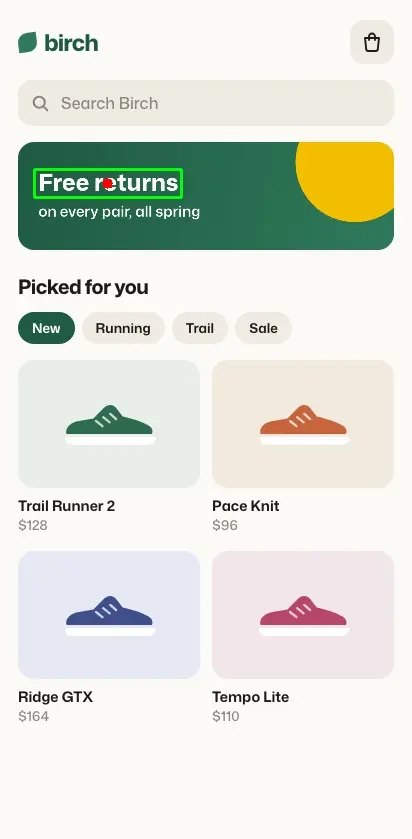 birch
Search Birch
Free returns
on every pair, all spring
Picked for you
New Running Trail Sale
Trail Runner 2 Pace Knit
$128 $96
Ridge GTX Tempo Lite
$164 $110